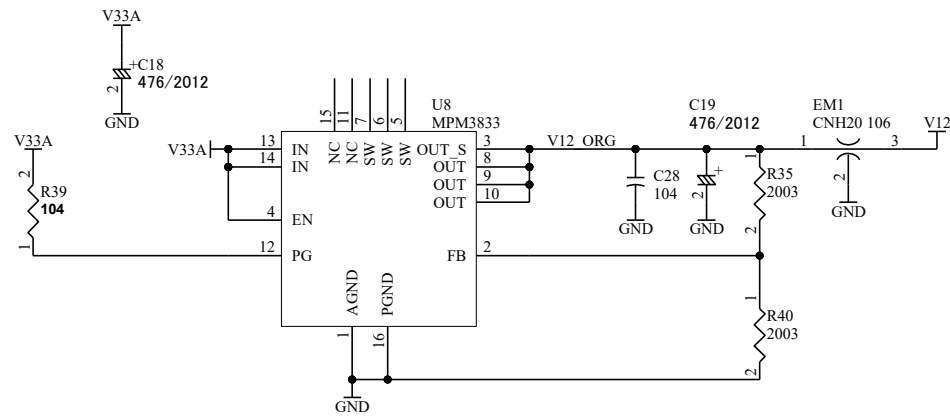 V33A
+
C18
476/2012
2
GND
15
NC
11
NC
7
SW
6
SW
5
SW
U8
MPM3833
V33A
13
IN
14
IN
4
EN
12
PG
3
OUT_S
8
OUT
9
OUT
10
OUT
2
FB
AGND
1
PGND
16
GND
V33A
2
R39
104
1
V12_ORG
C28
104
GND
C19
476/2012
+
2
GND
1
R35
2003
2
1
R40
2003
2
EM1
CNH20 106
1
3
2
GND
V12